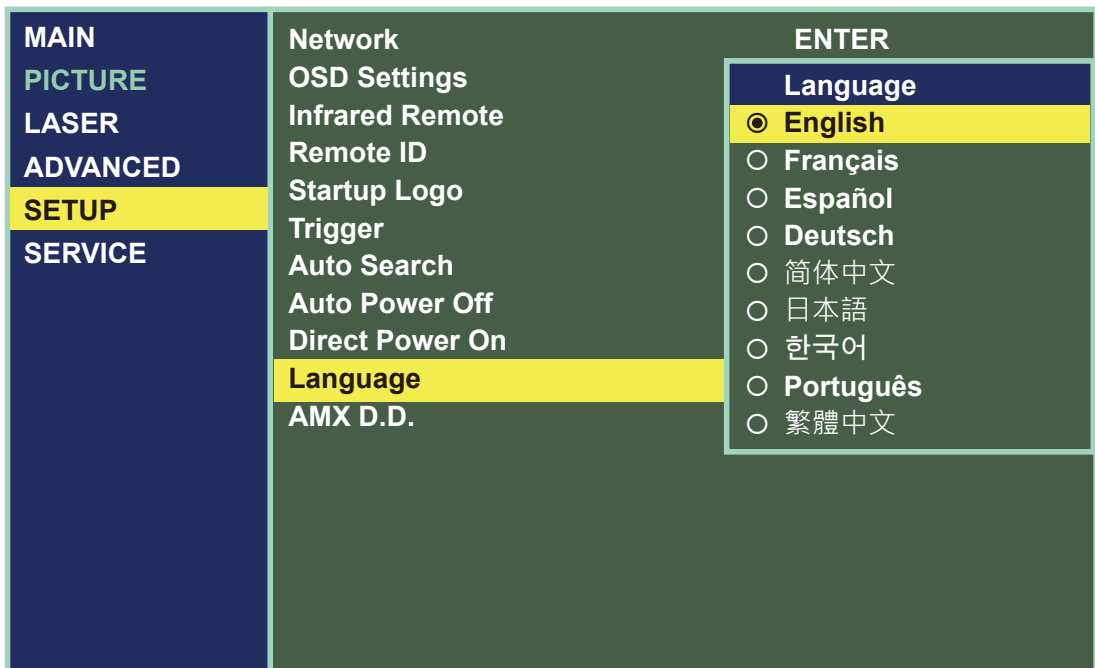 MAIN
PICTURE
LASER
ADVANCED
SETUP
SERVICE
Network
OSD Settings
Infrared Remote
Remote ID
Startup Logo
Trigger
Auto Search
Auto Power Off
Direct Power On
Language
AMX D.D.
ENTER
Language
English
Français
Español
Deutsch
简体中文
日本語
한국어
Português
繁體中文